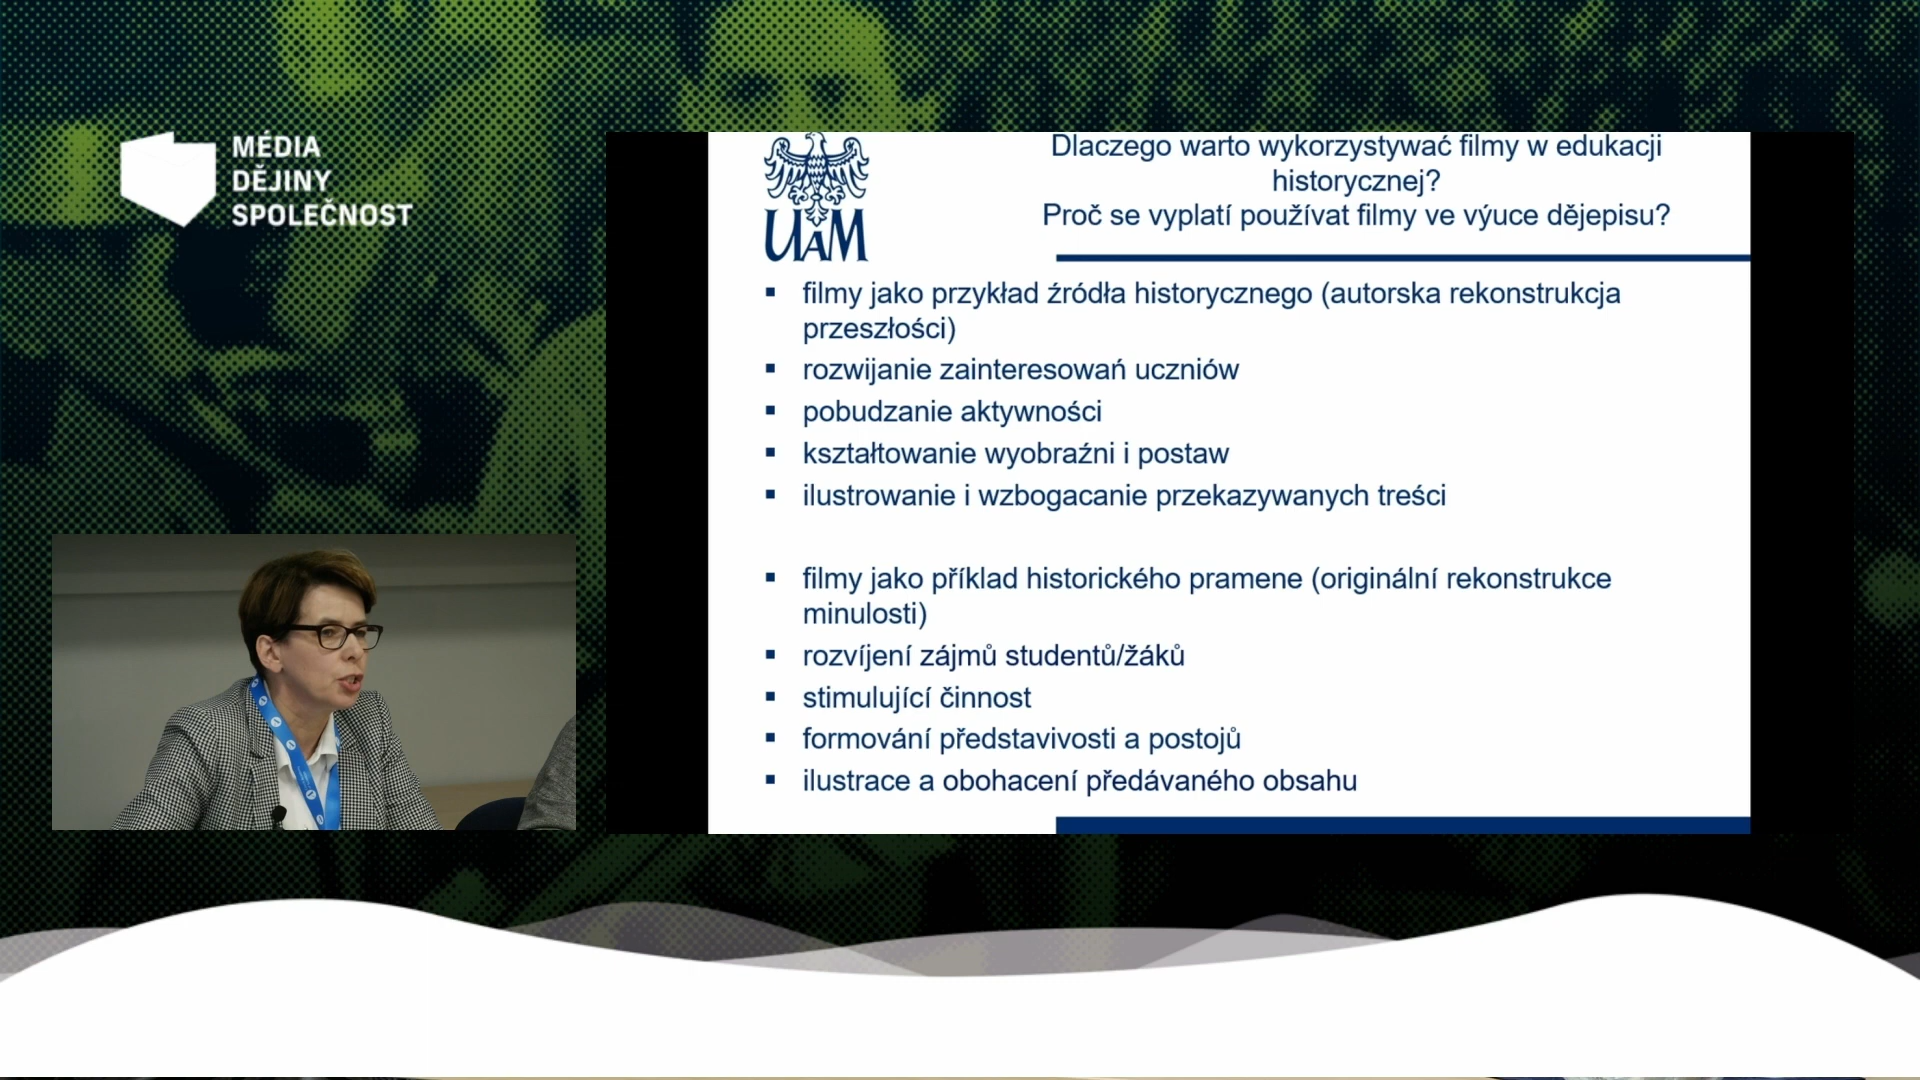 MÉDIA
DĚJINY
SPOLEČNOST
UAM
Dlaczego warto wykorzystywać filmy w edukacji
historycznej?
Proč se vyplatí používat filmy ve výuce dějepisu?
▪ filmy jako przykład źródła historycznego (autorska rekonstrukcja
przeszłości)
▪ rozwijanie zainteresowań uczniów
▪ pobudzanie aktywności
▪ kształtowanie wyobraźni i postaw
▪ ilustrowanie i wzbogacanie przekazywanych treści
▪ filmy jako příklad historického pramene (originální rekonstrukce
minulosti)
▪ rozvíjení zájmů studentů/žáků
▪ stimulující činnost
▪ formování představivosti a postojů
▪ ilustrace a obohacení předávaného obsahu